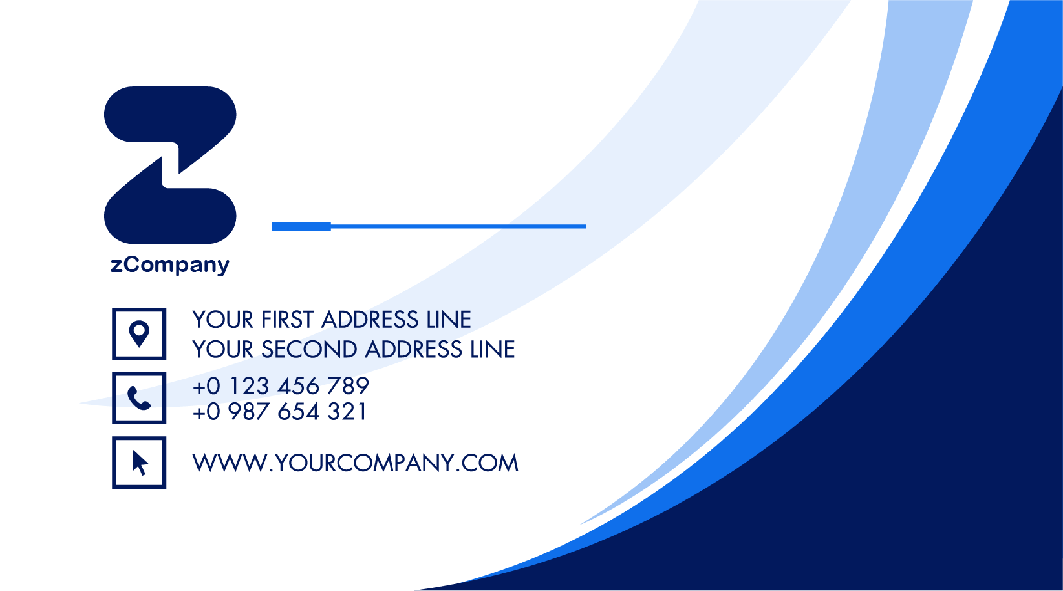 zCompany
YOUR FIRST ADDRESS LINE
YOUR SECOND ADDRESS LINE
+0 123 456 789
+0 987 654 321
WWW.YOURCOMPANY.COM